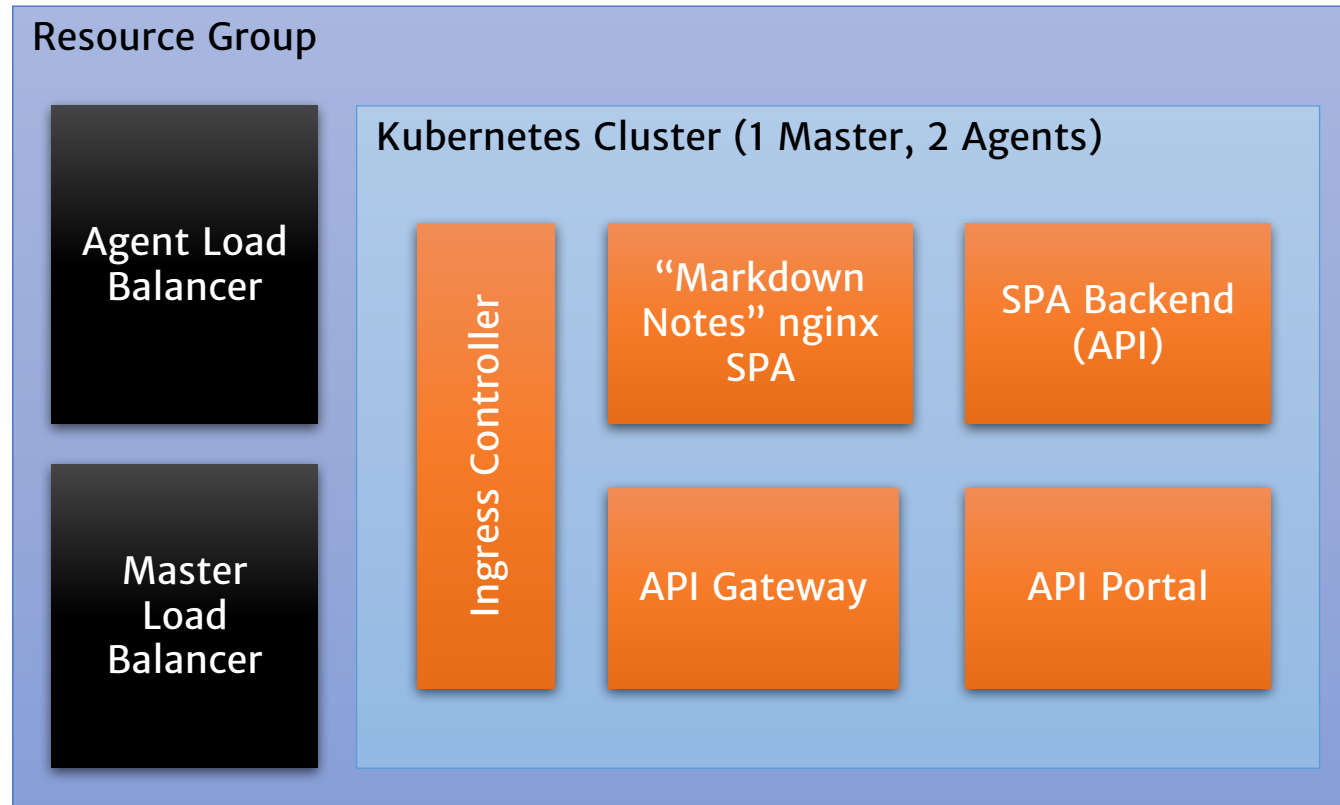 Resource Group
Agent Load
Balancer
Master
Load
Balancer
Kubernetes Cluster (1 Master, 2 Agents)
Ingress Controller
“Markdown
Notes” nginx
SPA
SPA Backend
(API)
API Gateway
API Portal